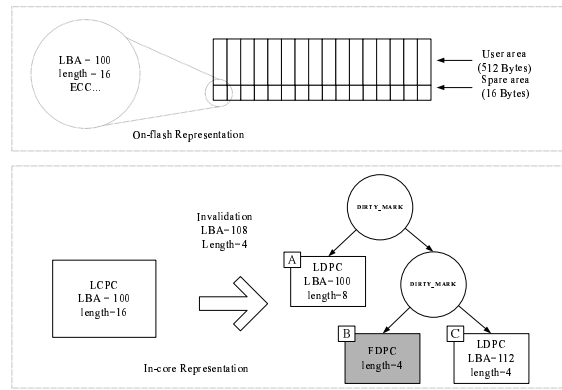 LBA - 100
length - 16
ECC...
User area
(512 Bytes)
Spare area
(16 Bytes)
On-flash Representation
DIRTY_MARK
Invalidation
LBA-108
Length-4
A
LDPC
LBA-100
length-8
LCPC
LBA - 100
length-16
DIRTY_MARK
B
FDPC
length-4
C
LDPC
LBA-112
length-4
In-core Representation